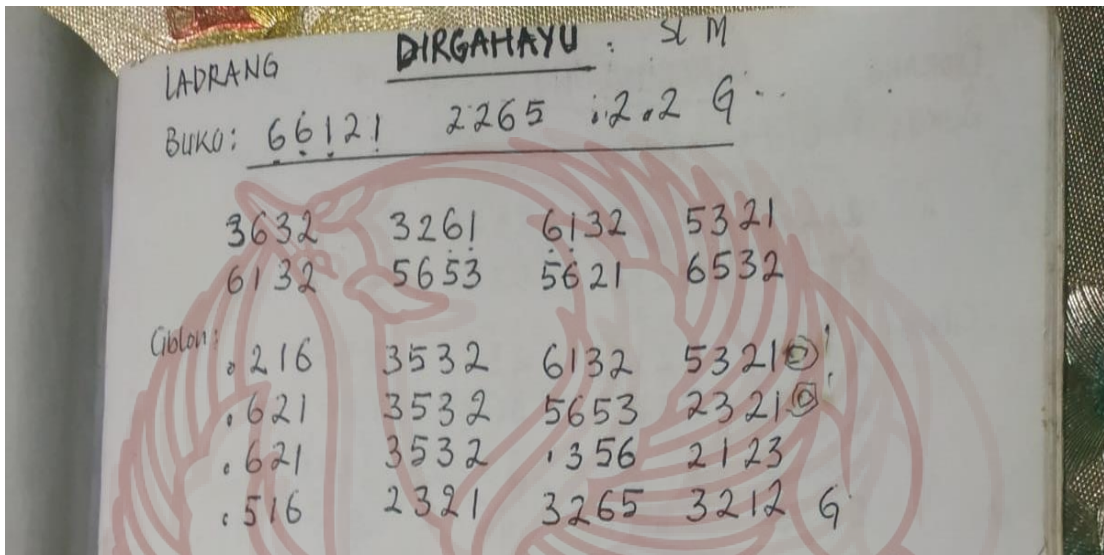 LADRANG DIRGAHAYU : SL M
BUKO: 66121 2265 .2.2 G..
3632 3261 6132 5321
6132 5653 5621 6532
Ciblon:
.216 3532 6132 5321
.621 3532 5653 2321
.621 3532 .356 2123
.516 2321 3265 3212 G